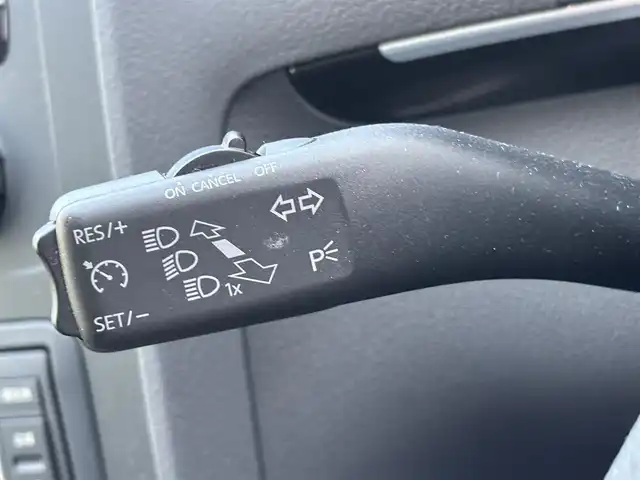 ON CANCEL OFF
RES/+
1x
P
SET/-